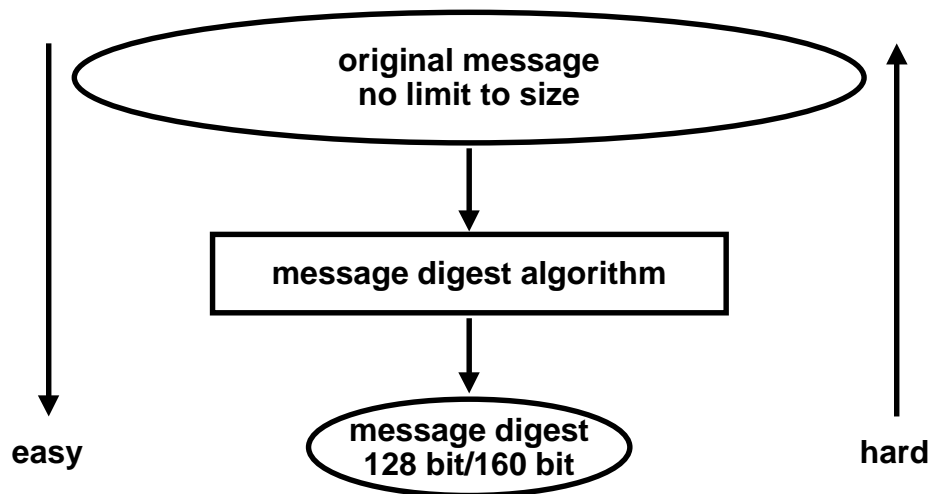 original message
no limit to size
message digest algorithm
message digest
128 bit/160 bit
easy
hard